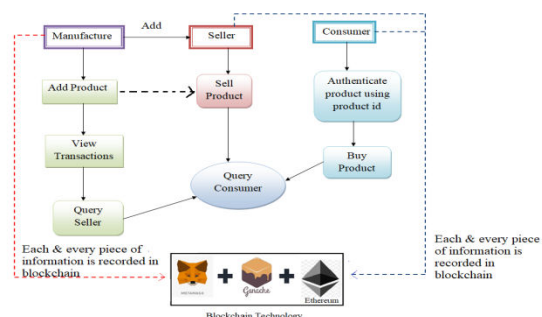 Manufacture
Add
Seller
Consumer
Add Product
Sell
Product
Authenticate
product using
product id
View
Transactions
Buy
Product
Query
Consumer
Query
Seller
Each & every piece of
information is recorded in
blockchain
Each & every piece of
information is recorded in
blockchain
METAMASK
+
Ganache
+
Ethereum
Blockchain Technology